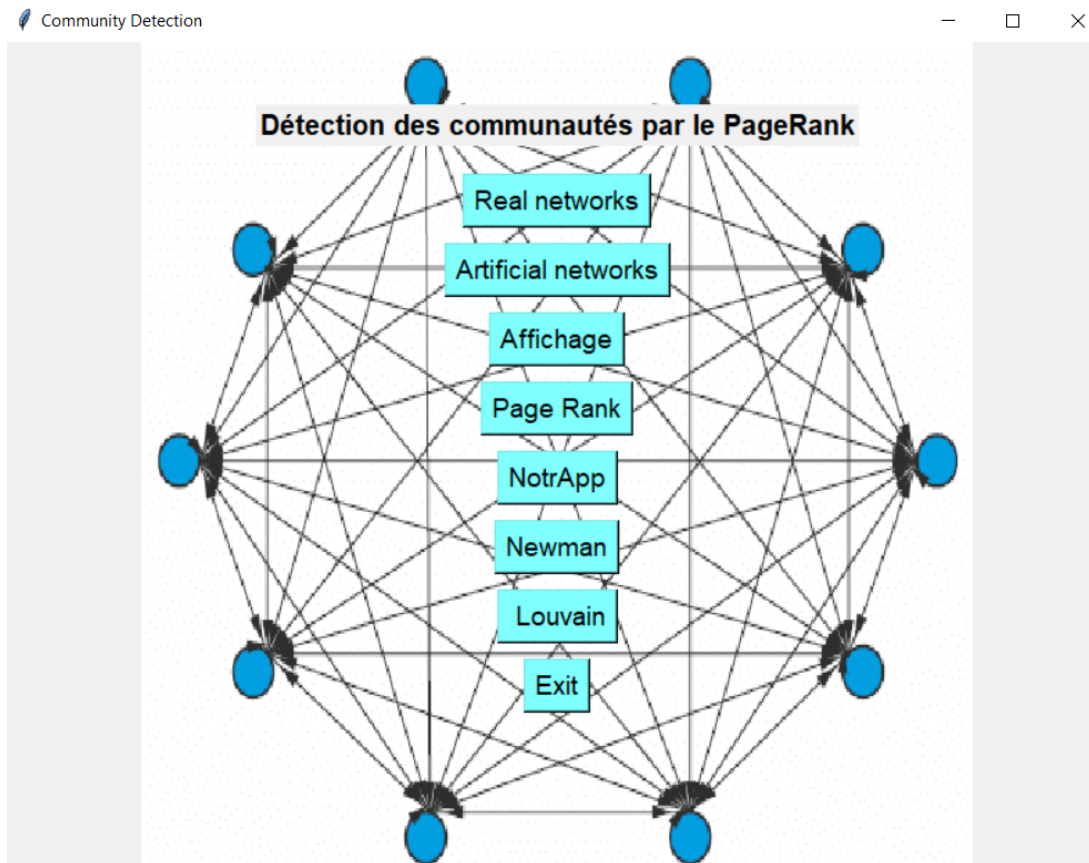 Community Detection
Détection des communautés par le PageRank
Real networks
Artificial networks
Affichage
Page Rank
NotrApp
Newman
Louvain
Exit